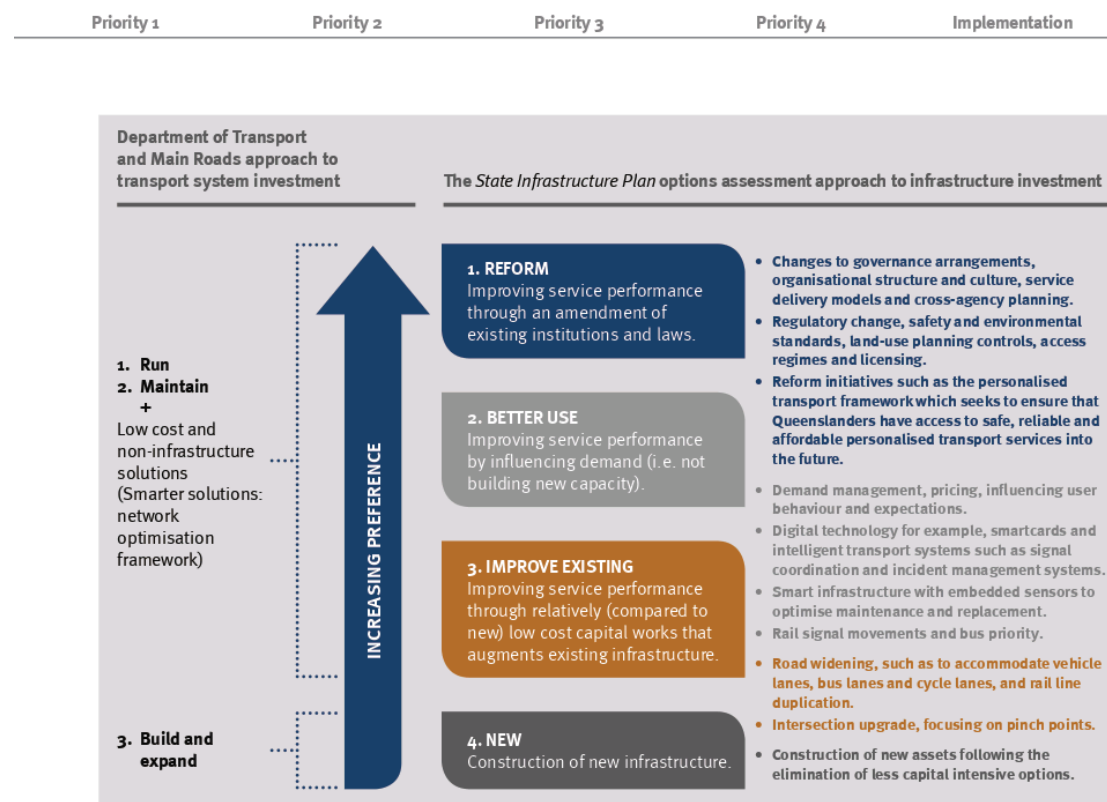 Priority 1 Priority 2 Priority 3 Priority 4 Implementation
Department of Transport
and Main Roads approach to
transport system investment
The State Infrastructure Plan options assessment approach to infrastructure investment
1. Run
2. Maintain
+
Low cost and
non-infrastructure
solutions
(Smarter solutions:
network
optimisation
framework)
3. Build and
expand
INCREASING PREFERENCE
1. REFORM
Improving service performance
through an amendment of
existing institutions and laws.
• Changes to governance arrangements,
organisational structure and culture, service
delivery models and cross-agency planning.
• Regulatory change, safety and environmental
standards, land-use planning controls, access
regimes and licensing.
• Reform initiatives such as the personalised
transport framework which seeks to ensure that
Queenslanders have access to safe, reliable and
affordable personalised transport services into
the future.
2. BETTER USE
Improving service performance
by influencing demand (i.e. not
building new capacity).
• Demand management, pricing, influencing user
behaviour and expectations.
• Digital technology for example, smartcards and
intelligent transport systems such as signal
coordination and incident management systems.
• Smart infrastructure with embedded sensors to
optimise maintenance and replacement.
• Rail signal movements and bus priority.
3. IMPROVE EXISTING
Improving service performance
through relatively (compared to
new) low cost capital works that
augments existing infrastructure.
• Road widening, such as to accommodate vehicle
lanes, bus lanes and cycle lanes, and rail line
duplication.
• Intersection upgrade, focusing on pinch points.
4. NEW
Construction of new infrastructure.
• Construction of new assets following the
elimination of less capital intensive options.